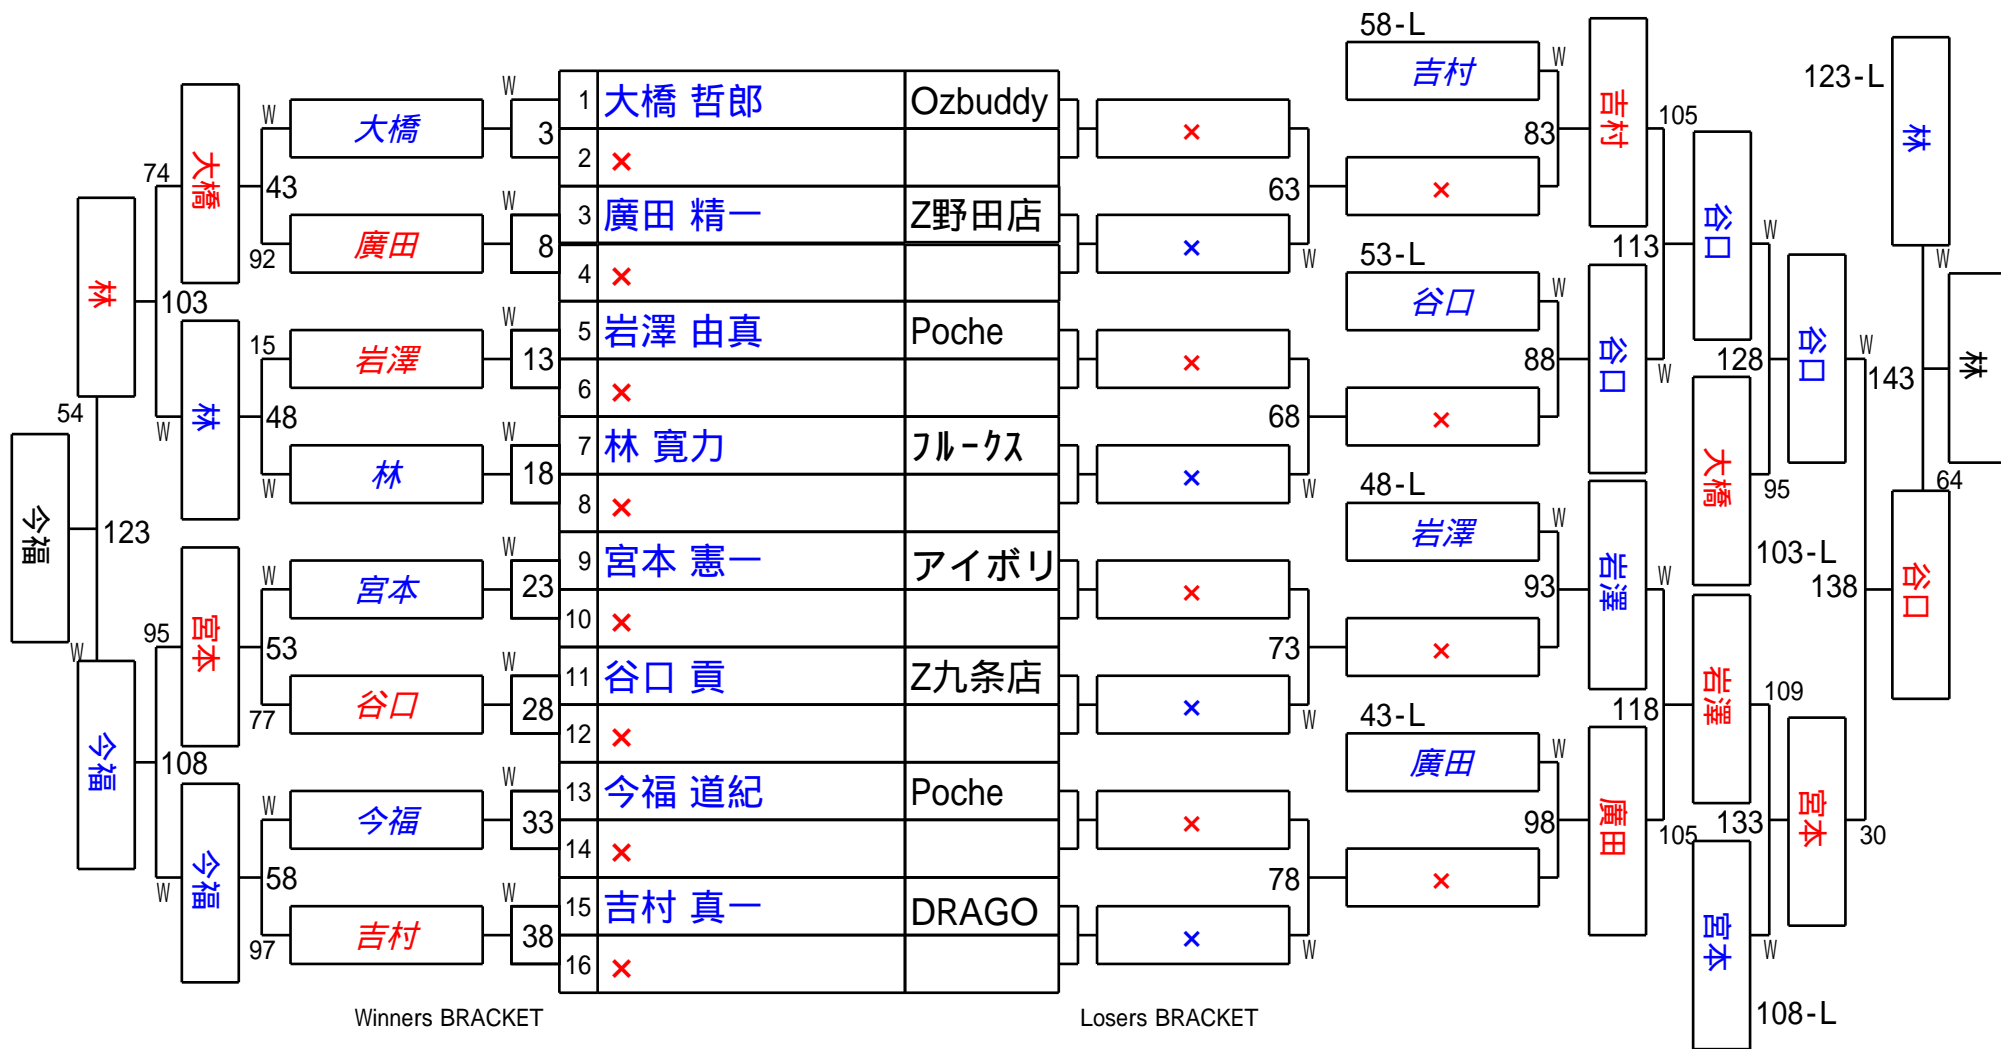 58-L
吉村
W
123-L
W
大橋
W
大橋
W
3
1 大橋 哲郎 Ozbuddy
×
83
吉村
105
林
74
43
2 ×
63
×
谷口
92
廣田
W
8
3 廣田 精一 Z野田店
×
W
113
W
林
103
4 ×
53-L
谷口
W
谷口
W
林
15
岩澤
W
13
5 岩澤 由真 Poche
×
88
谷口
W
128
W
143
林
54
W
林
48
6 ×
68
×
W
林
W
18
7 林 寛力 フルークス
×
W
48-L
岩澤
W
大橋
95
64
今福
123
8 ×
宮本
W
宮本
W
23
9 宮本 憲一 アイボリ
×
93
岩澤
W
103-L
138
谷口
95
53
10 ×
73
×
W
77
谷口
W
28
11 谷口 貢 Z九条店
×
W
43-L
廣田
W
118
岩澤
109
今福
108
12 ×
W
今福
W
今福
W
33
13 今福 道紀 Poche
×
98
廣田
105
133
宮本
30
58
14 ×
78
×
97
吉村
W
38
15 吉村 真一 DRAGO
×
W
宮本
W
16 ×
108-L
Winners BRACKET
Losers BRACKET